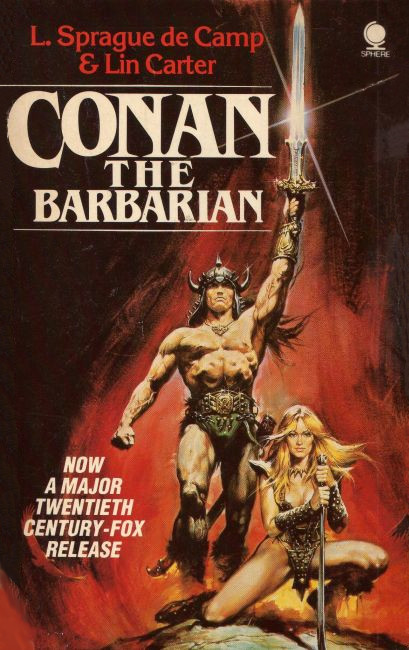 L. Sprague de Camp
& Lin Carter
SPHERE
CONAN
THE
BARBARIAN
NOW
A MAJOR
TWENTIETH
CENTURY-FOX
RELEASE